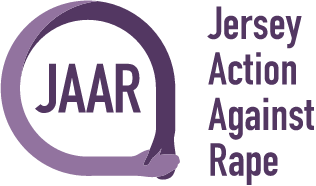 JAAR
Jersey
Action
Against
Rape